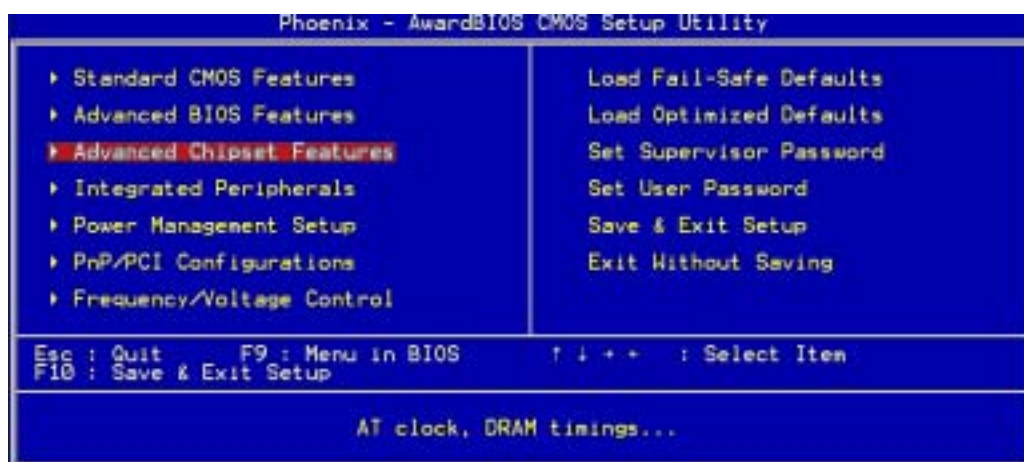 Phoenix - AwardBIOS CMOS Setup Utility
Standard CMOS Features
Advanced BIOS Features
Advanced Chipset Features
Integrated Peripherals
Power Management Setup
PnP/PCI Configurations
Frequency/Voltage Control
Load Fail-Safe Defaults
Load Optimized Defaults
Set Supervisor Password
Set User Password
Save & Exit Setup
Exit Without Saving
Esc : Quit F9 : Menu in BIOS ↑ ↓ → ← : Select Item
F10 : Save & Exit Setup
AT clock, DRAM timings...